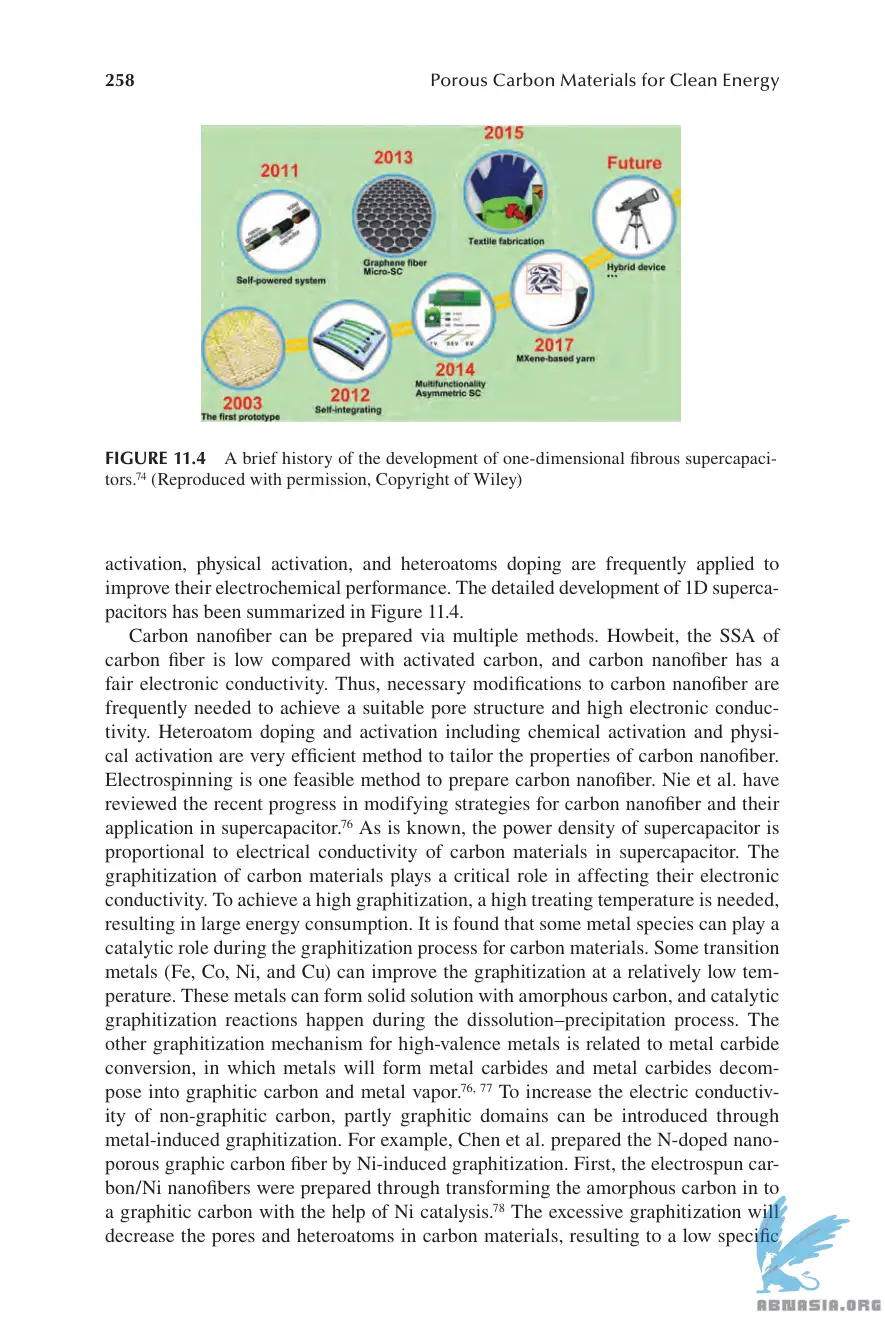 258
Porous Carbon Materials for Clean Energy
2015
2013
Future
2011
Textile fabrication
Graphene fiber
Micro-SC
Hybrid device
...
Self-powered system
2017
MXene-based yarn
2014
Multifunctionality
Asymmetric SC
2012
Self-integrating
2003
The first prototype
FIGURE 11.4 A brief history of the development of one-dimensional fibrous supercapaci-
tors.74 (Reproduced with permission, Copyright of Wiley)
activation, physical activation, and heteroatoms doping are frequently applied to
improve their electrochemical performance. The detailed development of 1D superca-
pacitors has been summarized in Figure 11.4.
Carbon nanofiber can be prepared via multiple methods. Howbeit, the SSA of
carbon fiber is low compared with activated carbon, and carbon nanofiber has a
fair electronic conductivity. Thus, necessary modifications to carbon nanofiber are
frequently needed to achieve a suitable pore structure and high electronic conduc-
tivity. Heteroatom doping and activation including chemical activation and physi-
cal activation are very efficient method to tailor the properties of carbon nanofiber.
Electrospinning is one feasible method to prepare carbon nanofiber. Nie et al. have
reviewed the recent progress in modifying strategies for carbon nanofiber and their
application in supercapacitor.76 As is known, the power density of supercapacitor is
proportional to electrical conductivity of carbon materials in supercapacitor. The
graphitization of carbon materials plays a critical role in affecting their electronic
conductivity. To achieve a high graphitization, a high treating temperature is needed,
resulting in large energy consumption. It is found that some metal species can play a
catalytic role during the graphitization process for carbon materials. Some transition
metals (Fe, Co, Ni, and Cu) can improve the graphitization at a relatively low tem-
perature. These metals can form solid solution with amorphous carbon, and catalytic
graphitization reactions happen during the dissolution–precipitation process. The
other graphitization mechanism for high-valence metals is related to metal carbide
conversion, in which metals will form metal carbides and metal carbides decom-
pose into graphitic carbon and metal vapor.76, 77 To increase the electric conductiv-
ity of non-graphitic carbon, partly graphitic domains can be introduced through
metal-induced graphitization. For example, Chen et al. prepared the N-doped nano-
porous graphic carbon fiber by Ni-induced graphitization. First, the electrospun car-
bon/Ni nanofibers were prepared through transforming the amorphous carbon in to
a graphitic carbon with the help of Ni catalysis.78 The excessive graphitization will
decrease the pores and heteroatoms in carbon materials, resulting to a low specific
ABNASIA.ORG